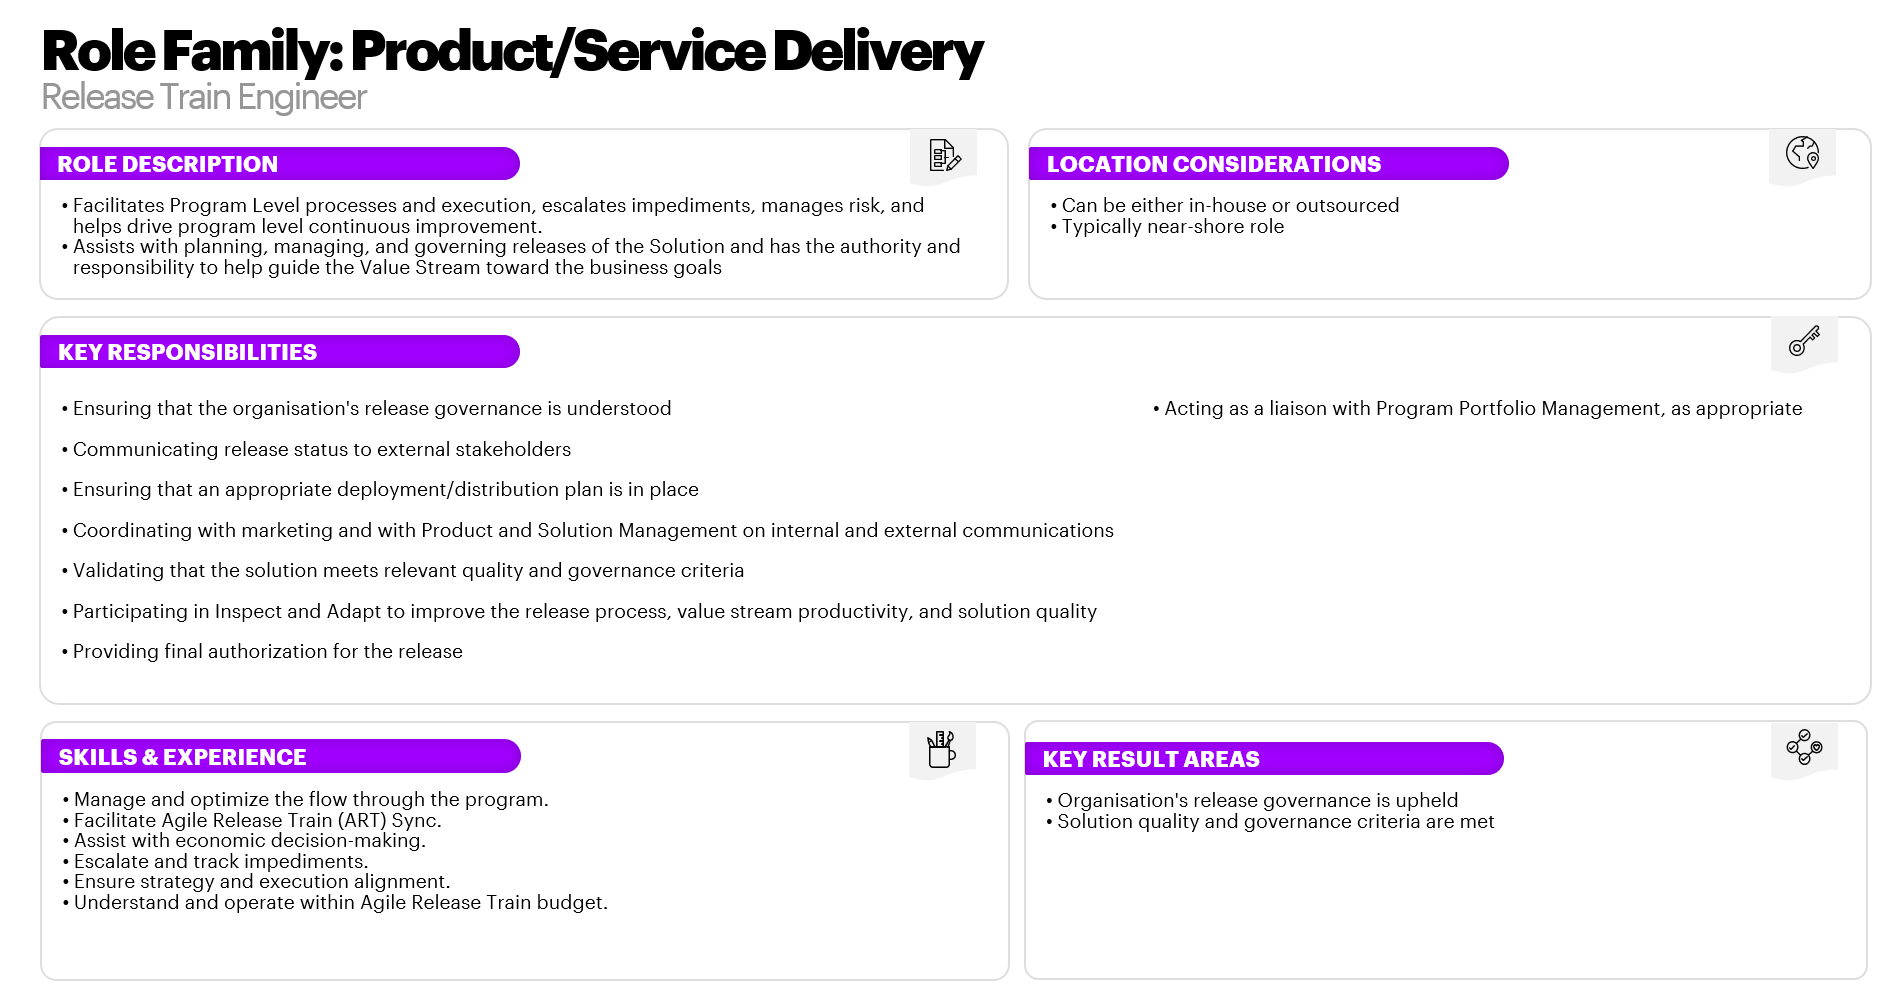 Role Family: Product/Service Delivery
Release Train Engineer
ROLE DESCRIPTION
• Facilitates Program Level processes and execution, escalates impediments, manages risk, and
helps drive program level continuous improvement.
• Assists with planning, managing, and governing releases of the Solution and has the authority and
responsibility to help guide the Value Stream toward the business goals
LOCATION CONSIDERATIONS
• Can be either in-house or outsourced
• Typically near-shore role
KEY RESPONSIBILITIES
• Ensuring that the organisation's release governance is understood
• Communicating release status to external stakeholders
• Ensuring that an appropriate deployment/distribution plan is in place
• Coordinating with marketing and with Product and Solution Management on internal and external communications
• Validating that the solution meets relevant quality and governance criteria
• Participating in Inspect and Adapt to improve the release process, value stream productivity, and solution quality
• Providing final authorization for the release
• Acting as a liaison with Program Portfolio Management, as appropriate
SKILLS & EXPERIENCE
• Manage and optimize the flow through the program.
• Facilitate Agile Release Train (ART) Sync.
• Assist with economic decision-making.
• Escalate and track impediments.
• Ensure strategy and execution alignment.
• Understand and operate within Agile Release Train budget.
KEY RESULT AREAS
• Organisation's release governance is upheld
• Solution quality and governance criteria are met